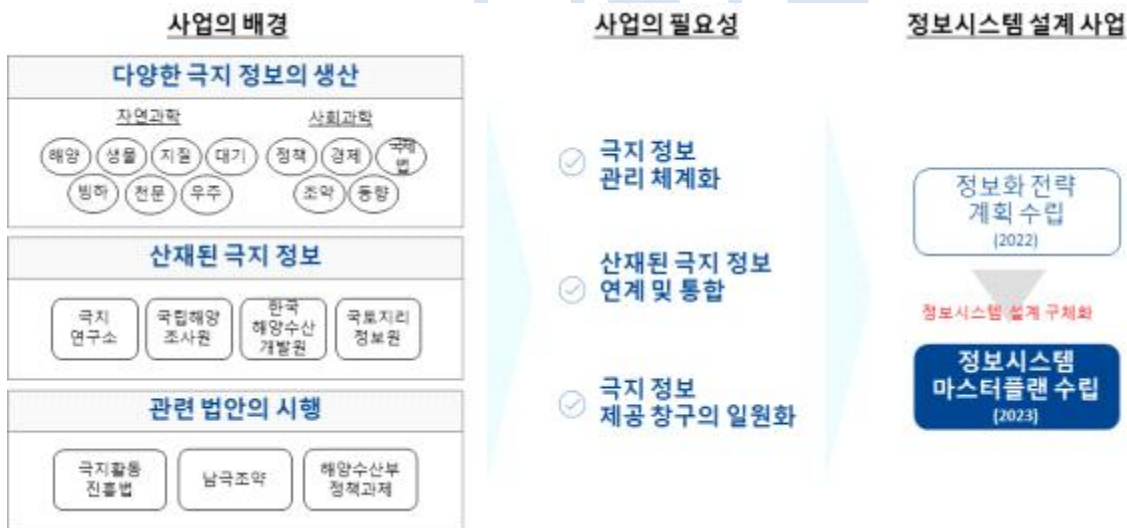 사업의 배경
다양한 극지 정보의 생산
자연과학
해양 생물 지질 대기
빙하 천문 우주
사회과학
정책 경제 국제
법
조약 동향
산재된 극지 정보
극지
연구소
국립해양
조사원
한국
해양수산
개발원
국토지리
정보원
관련 법안의 시행
극지활동
진흥법
남극조약
해양수산부
정책과제
사업의 필요성
극지 정보
관리 체계화
산재된 극지 정보
연계 및 통합
극지 정보
제공 창구의 일원화
정보시스템 설계 사업
정보화 전략
계획 수립
(2022)
정보시스템 설계 구체화
정보시스템
마스터플랜 수립
(2023)